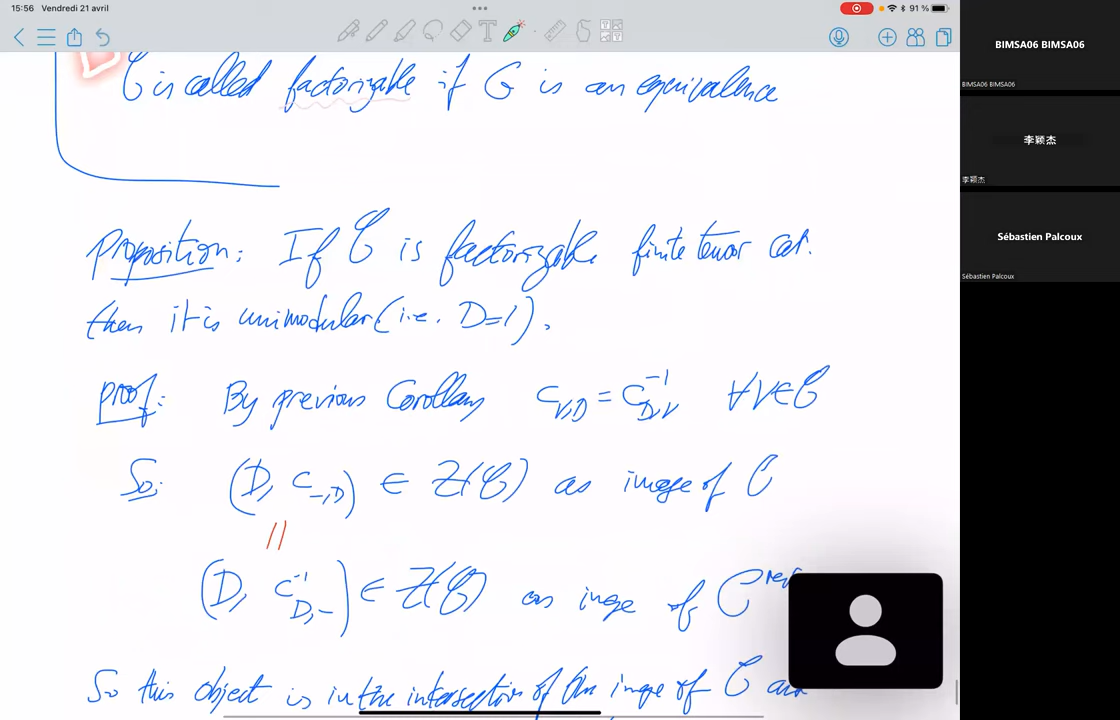 15:56 Vendredi 21 avril
91 %
C is called factorizable if G is an equivalence
Proposition: If C is factorizable finite tensor cat.
then it is unimodular (i.e. D=1).
proof: By previous Corollary c_{V,D} = c^{-1}_{D,V} ∀V∈C
So: (D, c_{-,D}) ∈ Z(C) as image of C
||
(D, c^{-1}_{D,-}) ∈ Z(C) as image of C^{rev}
So this object is in the intersection of the image of C and
BIMSA06 BIMSA06
BIMSA06 BIMSA06
李颖杰
李颖杰
Sébastien Palcoux
Sébastien Palcoux